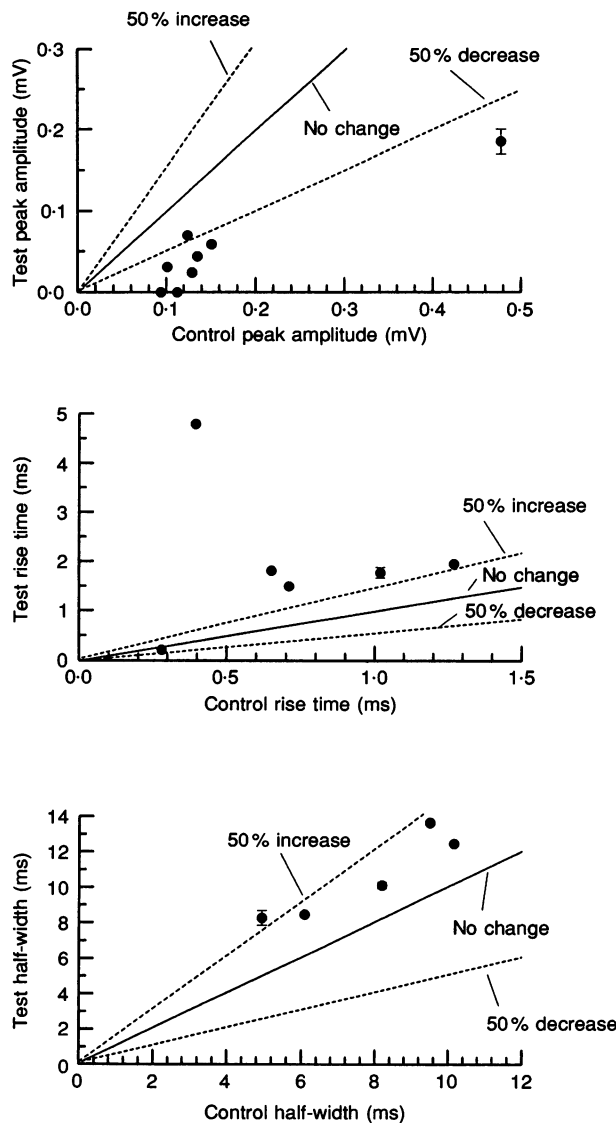 50% increase
0·3
50% decrease
0·2
No change
0·1
0·0
0·0 0·1 0·2 0·3 0·4 0·5
Test peak amplitude (mV)
Control peak amplitude (mV)
5
4
3
50% increase
2
No change
1
50% decrease
0
0·0 0·5 1·0 1·5
Test rise time (ms)
Control rise time (ms)
14
12
50% increase
10
8
No change
6
4
2
50% decrease
0
0 2 4 6 8 10 12
Test half-width (ms)
Control half-width (ms)